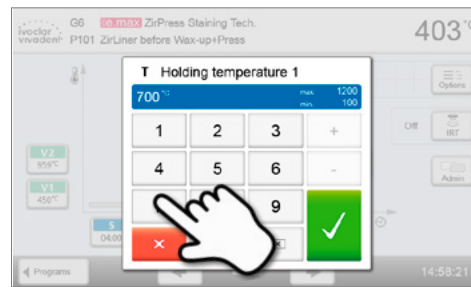 ivoclar
vivadent
G6 IPS e.max ZirPress Staining Tech.
P101 ZirLiner before Wax-up+Press
403°
T Holding temperature 1
700 °C
max. 1200
min. 100
1 2 3 +
4 5 6 -
9
Options
Off
IRT
Admin
V2
959°C
V1
450°C
S
04:00
Programs
14:58:21